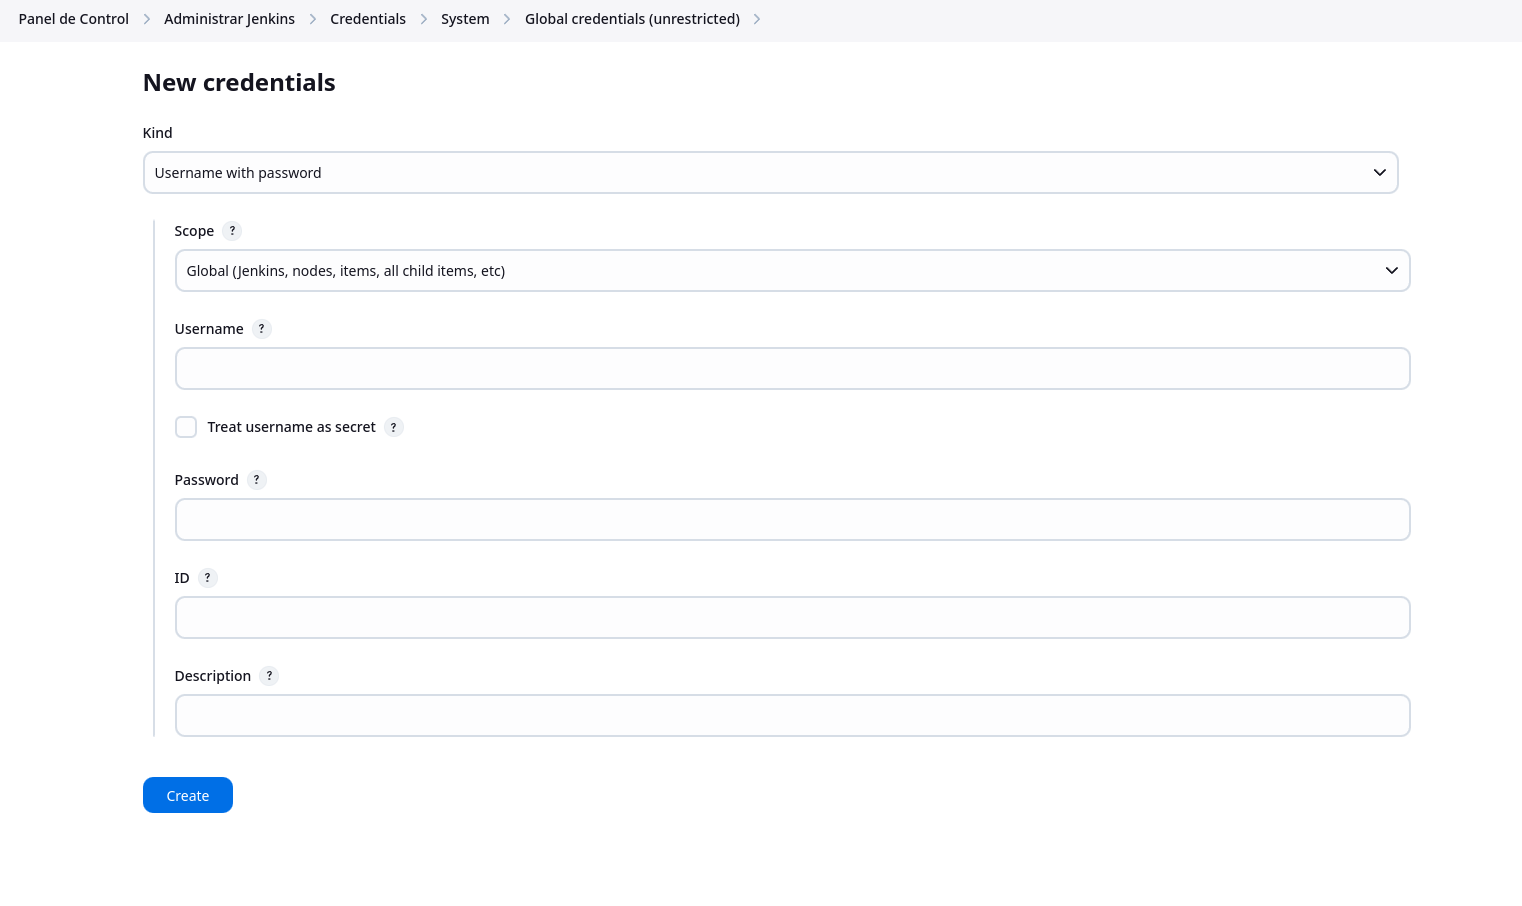 Panel de Control Administrar Jenkins Credentials System Global credentials (unrestricted)
New credentials
Kind
Username with password
Scope ?
Global (Jenkins, nodes, items, all child items, etc)
Username ?
Treat username as secret ?
Password ?
ID ?
Description ?
Create